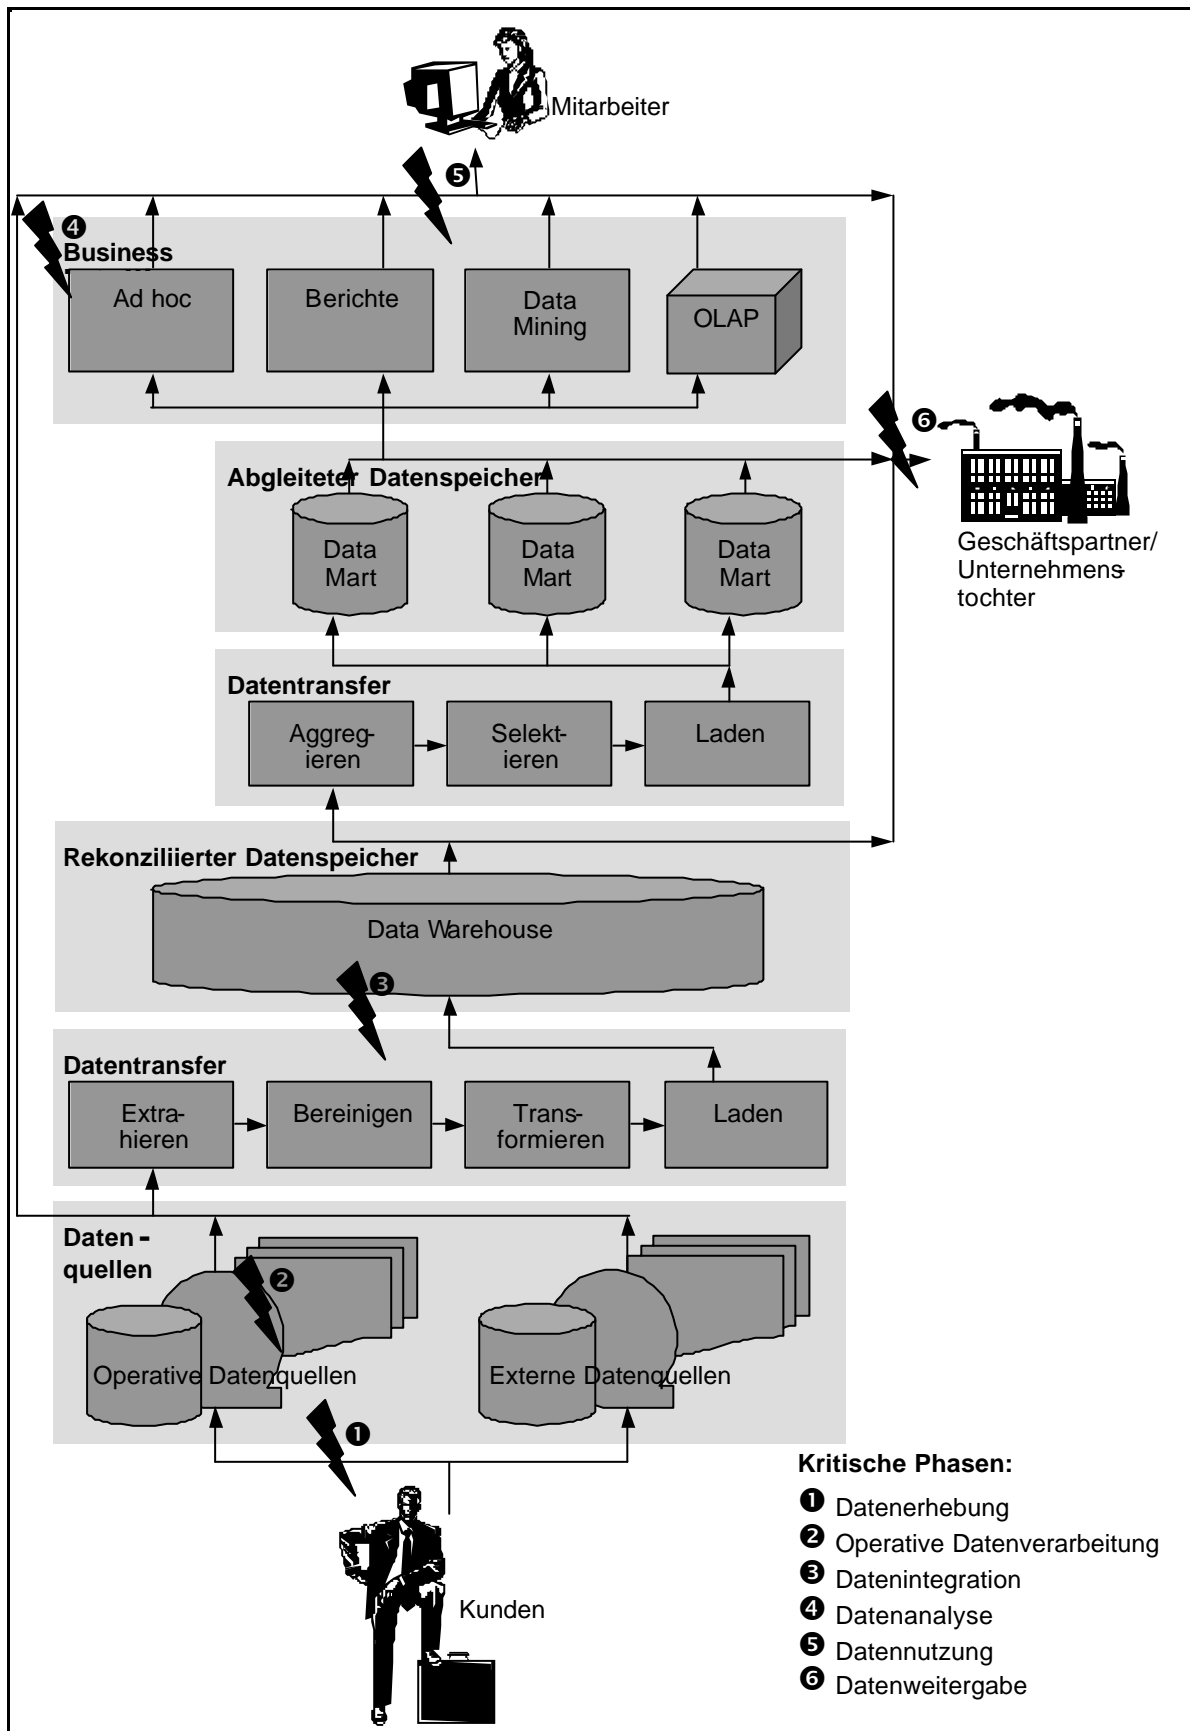 Mitarbeiter
❺
❹
Business
Ad hoc
Berichte
Data
Mining
OLAP
❻
Abgleiteter Datenspeicher
Data
Mart
Data
Mart
Data
Mart
Geschäftspartner/
Unternehmens-
tochter
Datentransfer
Aggreg-
ieren
Selekt-
ieren
Laden
Rekonziliierter Datenspeicher
Data Warehouse
❸
Datentransfer
Extra-
hieren
Bereinigen
Trans-
formieren
Laden
Daten-
quellen
❷
Operative Datenquellen
Externe Datenquellen
❶
Kunden
Kritische Phasen:
❶ Datenerhebung
❷ Operative Datenverarbeitung
❸ Datenintegration
❹ Datenanalyse
❺ Datennutzung
❻ Datenweitergabe